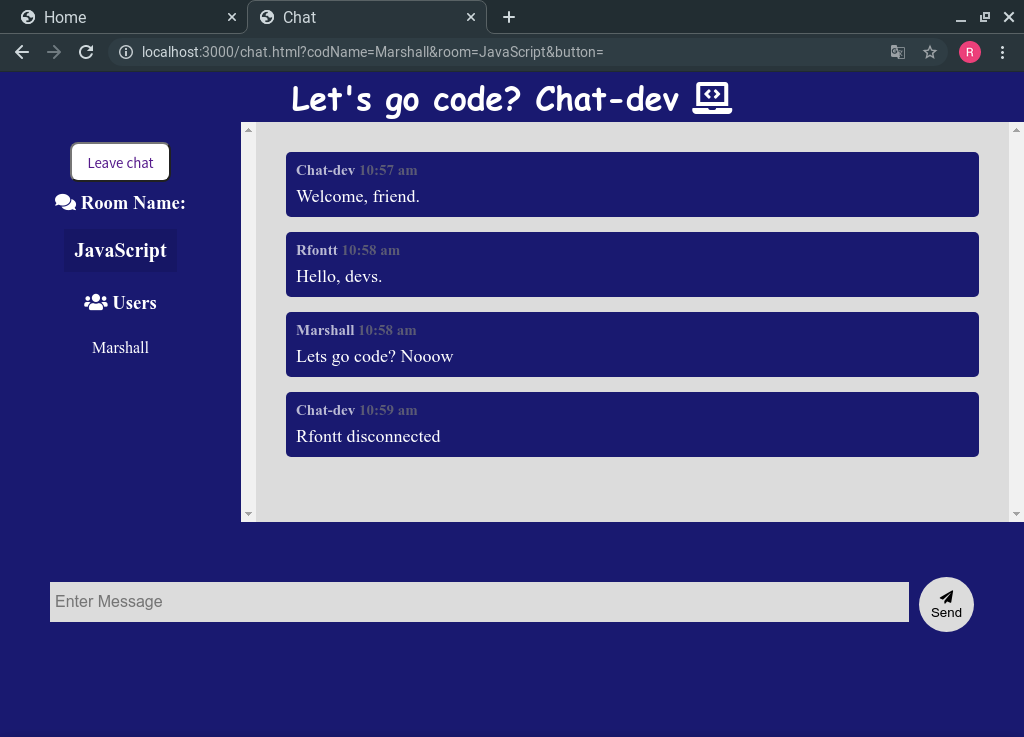 Home
Chat
localhost:3000/chat.html?codName=Marshall&room=JavaScript&button=
R
Let's go code? Chat-dev
Leave chat
Room Name:
JavaScript
Users
Marshall
Chat-dev 10:57 am
Welcome, friend.
Rfontt 10:58 am
Hello, devs.
Marshall 10:58 am
Lets go code? Nooow
Chat-dev 10:59 am
Rfontt disconnected
Enter Message
Send